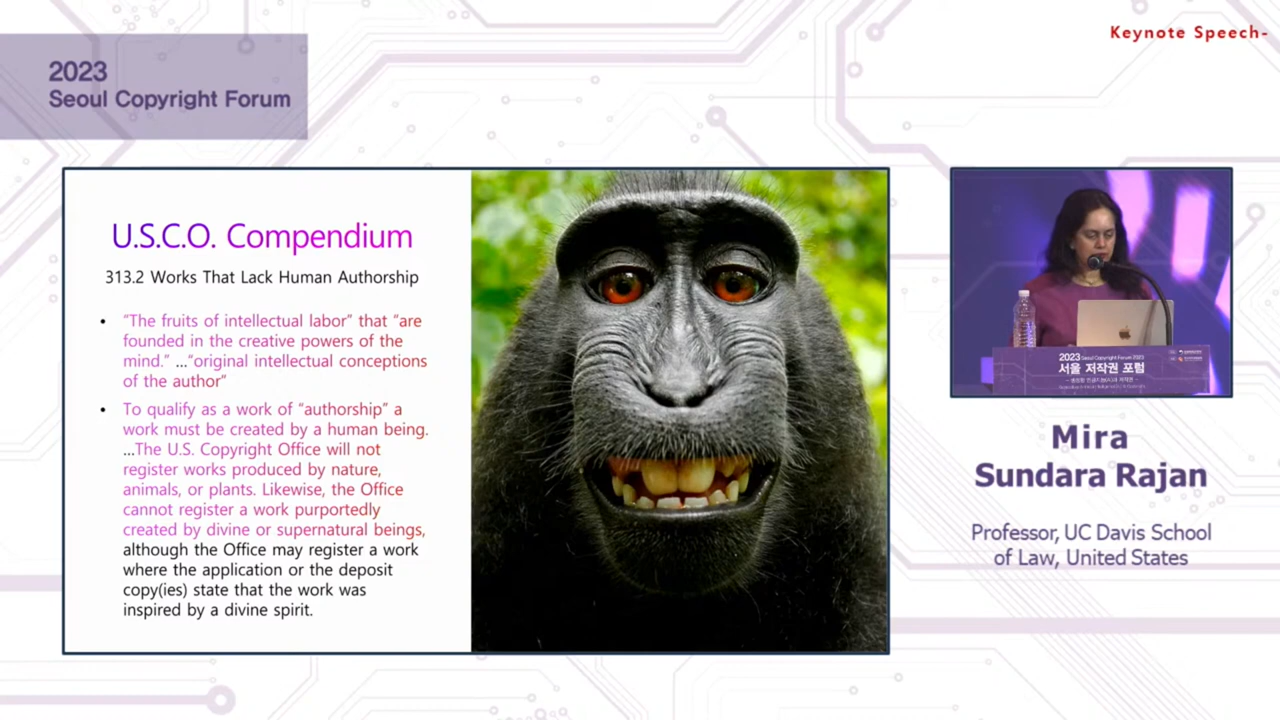 Keynote Speech-
2023
Seoul Copyright Forum
U.S.C.O. Compendium
313.2 Works That Lack Human Authorship
• “The fruits of intellectual labor” that “are
founded in the creative powers of the
mind.” …“original intellectual conceptions
of the author”
• To qualify as a work of “authorship” a
work must be created by a human being.
…The U.S. Copyright Office will not
register works produced by nature,
animals, or plants. Likewise, the Office
cannot register a work purportedly
created by divine or supernatural beings,
although the Office may register a work
where the application or the deposit
copy(ies) state that the work was
inspired by a divine spirit.
2023 Seoul Copyright Forum 2023
서울 저작권 포럼
Mira
Sundara Rajan
Professor, UC Davis School
of Law, United States